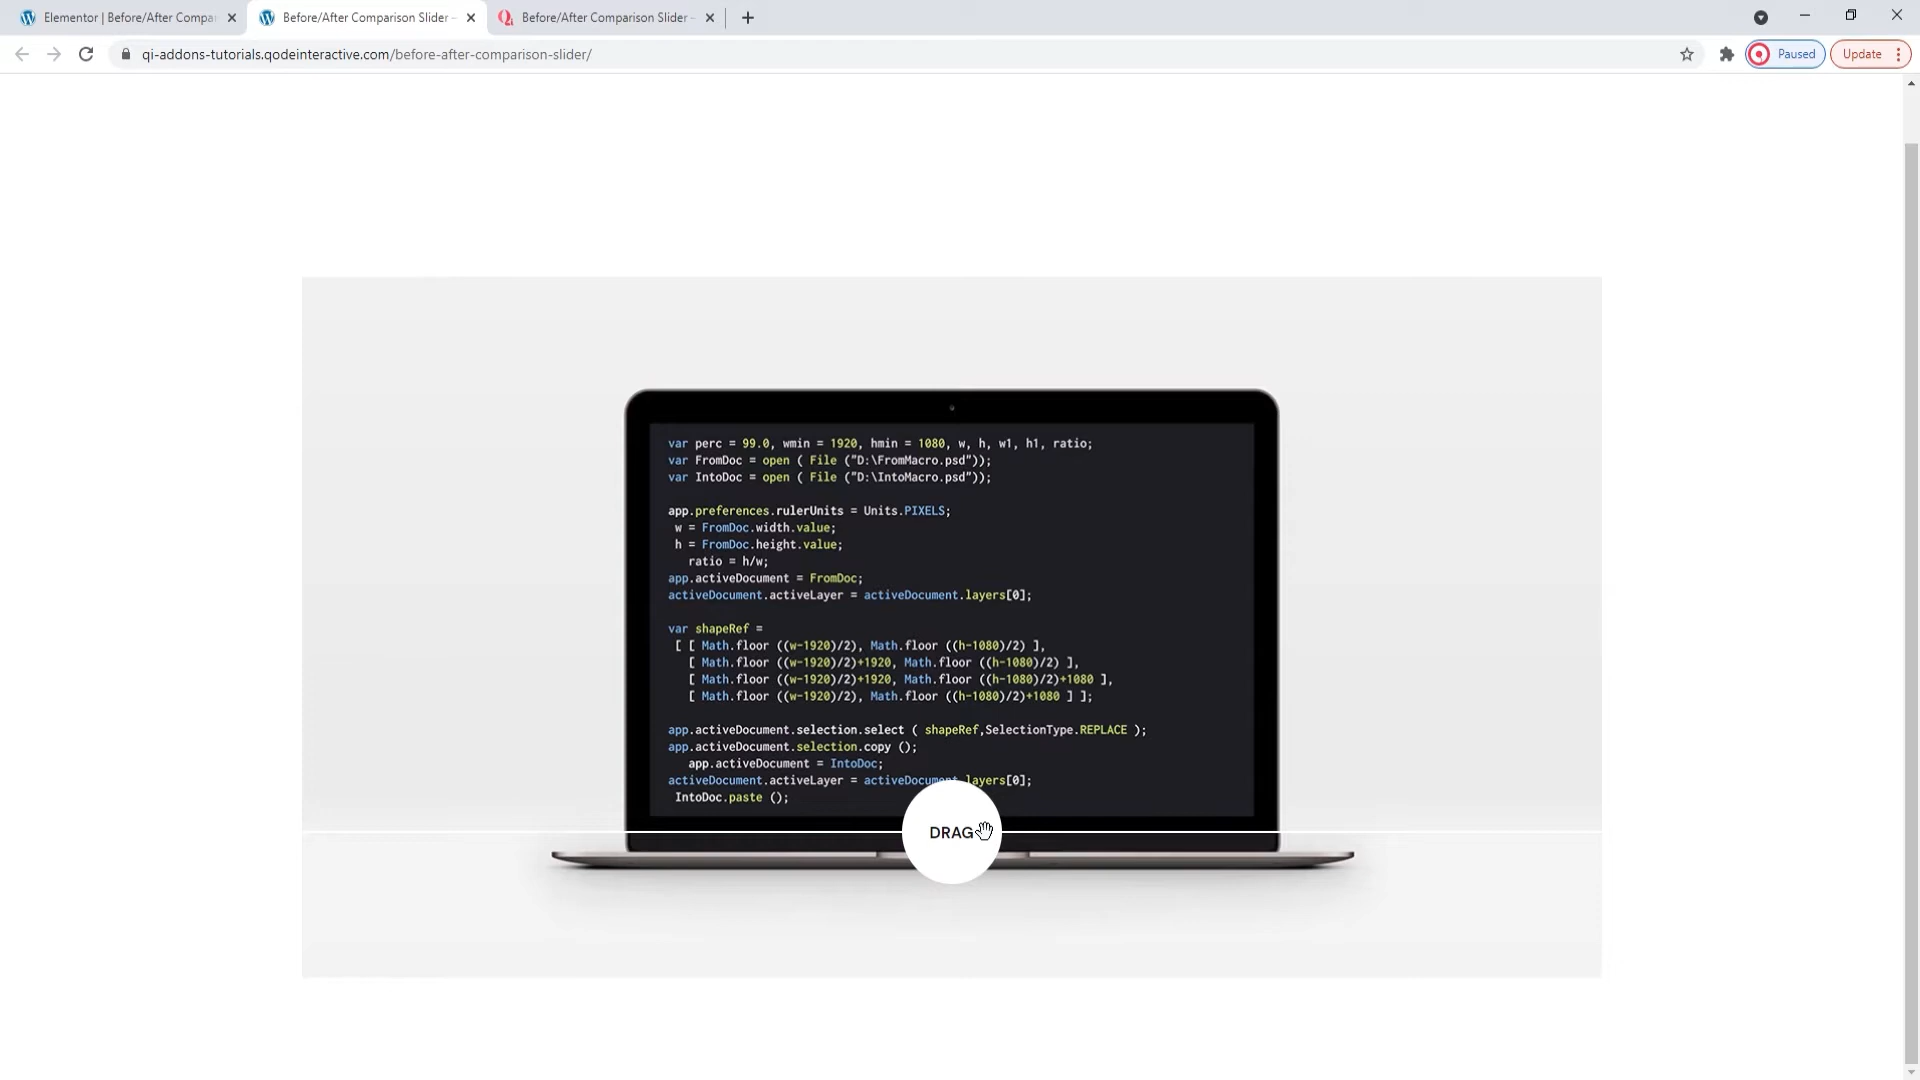 Elementor | Before/After Compar
Before/After Comparison Slider –
Before/After Comparison Slider –
qi-addons-tutorials.qodeinteractive.com/before-after-comparison-slider/
Paused
Update
var perc = 99.0, wmin = 1920, hmin = 1080, w, h, w1, h1, ratio;
var FromDoc = open ( File ("D:\FromMacro.psd"));
var IntoDoc = open ( File ("D:\IntoMacro.psd"));
app.preferences.rulerUnits = Units.PIXELS;
w = FromDoc.width.value;
h = FromDoc.height.value;
ratio = h/w;
app.activeDocument = FromDoc;
activeDocument.activeLayer = activeDocument.layers[0];
var shapeRef =
[ [ Math.floor ((w-1920)/2), Math.floor ((h-1080)/2) ],
[ Math.floor ((w-1920)/2)+1920, Math.floor ((h-1080)/2) ],
[ Math.floor ((w-1920)/2)+1920, Math.floor ((h-1080)/2)+1080 ],
[ Math.floor ((w-1920)/2), Math.floor ((h-1080)/2)+1080 ] ];
app.activeDocument.selection.select ( shapeRef,SelectionType.REPLACE );
app.activeDocument.selection.copy ();
app.activeDocument = IntoDoc;
activeDocument.activeLayer = activeDocument.layers[0];
IntoDoc.paste ();
DRAG